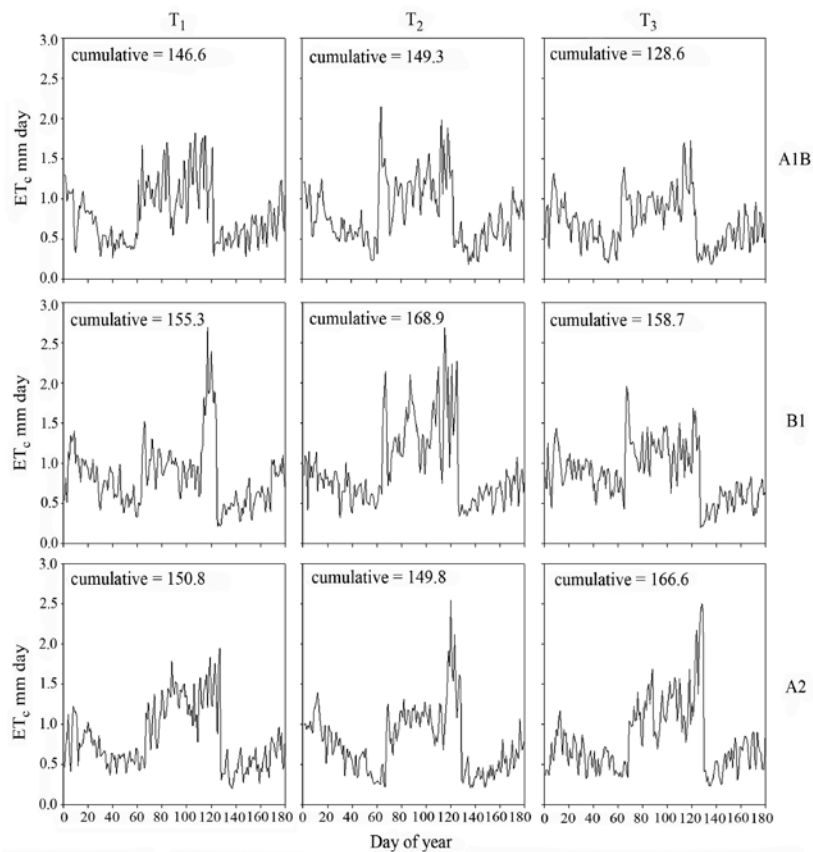 T1 T2 T3
3.0
2.5
2.0
1.5
1.0
0.5
0.0
ETc mm day
cumulative = 146.6
cumulative = 149.3
cumulative = 128.6
A1B
3.0
2.5
2.0
1.5
1.0
0.5
0.0
ETc mm day
cumulative = 155.3
cumulative = 168.9
cumulative = 158.7
B1
3.0
2.5
2.0
1.5
1.0
0.5
0.0
ETc mm day
cumulative = 150.8
cumulative = 149.8
cumulative = 166.6
A2
0 20 40 60 80 100 120 140 160 180
0 20 40 60 80 100 120 140 160 180
0 20 40 60 80 100 120 140 160 180
Day of year